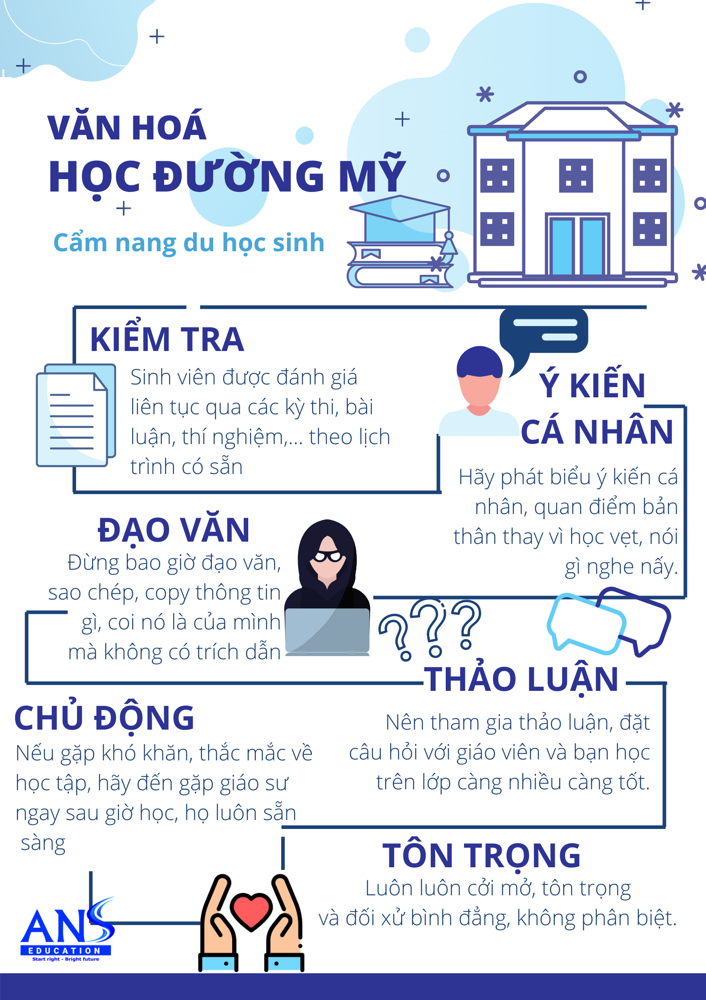 VĂN HOÁ
HỌC ĐƯỜNG MỸ
Cẩm nang du học sinh
KIỂM TRA
Sinh viên được đánh giá
liên tục qua các kỳ thi, bài
luận, thí nghiệm,... theo lịch
trình có sẵn
Ý KIẾN
CÁ NHÂN
Hãy phát biểu ý kiến cá
nhân, quan điểm bản
thân thay vì học vẹt, nói
gì nghe nấy.
ĐẠO VĂN
Đừng bao giờ đạo văn,
sao chép, copy thông tin
gì, coi nó là của mình
mà không có trích dẫn
???
THẢO LUẬN
Nên tham gia thảo luận, đặt
câu hỏi với giáo viên và bạn học
trên lớp càng nhiều càng tốt.
CHỦ ĐỘNG
Nếu gặp khó khăn, thắc mắc về
học tập, hãy đến gặp giáo sư
ngay sau giờ học, họ luôn sẵn
sàng
TÔN TRỌNG
Luôn luôn cởi mở, tôn trọng
và đối xử bình đẳng, không phân biệt.
ANS
EDUCATION
Start right - Bright future